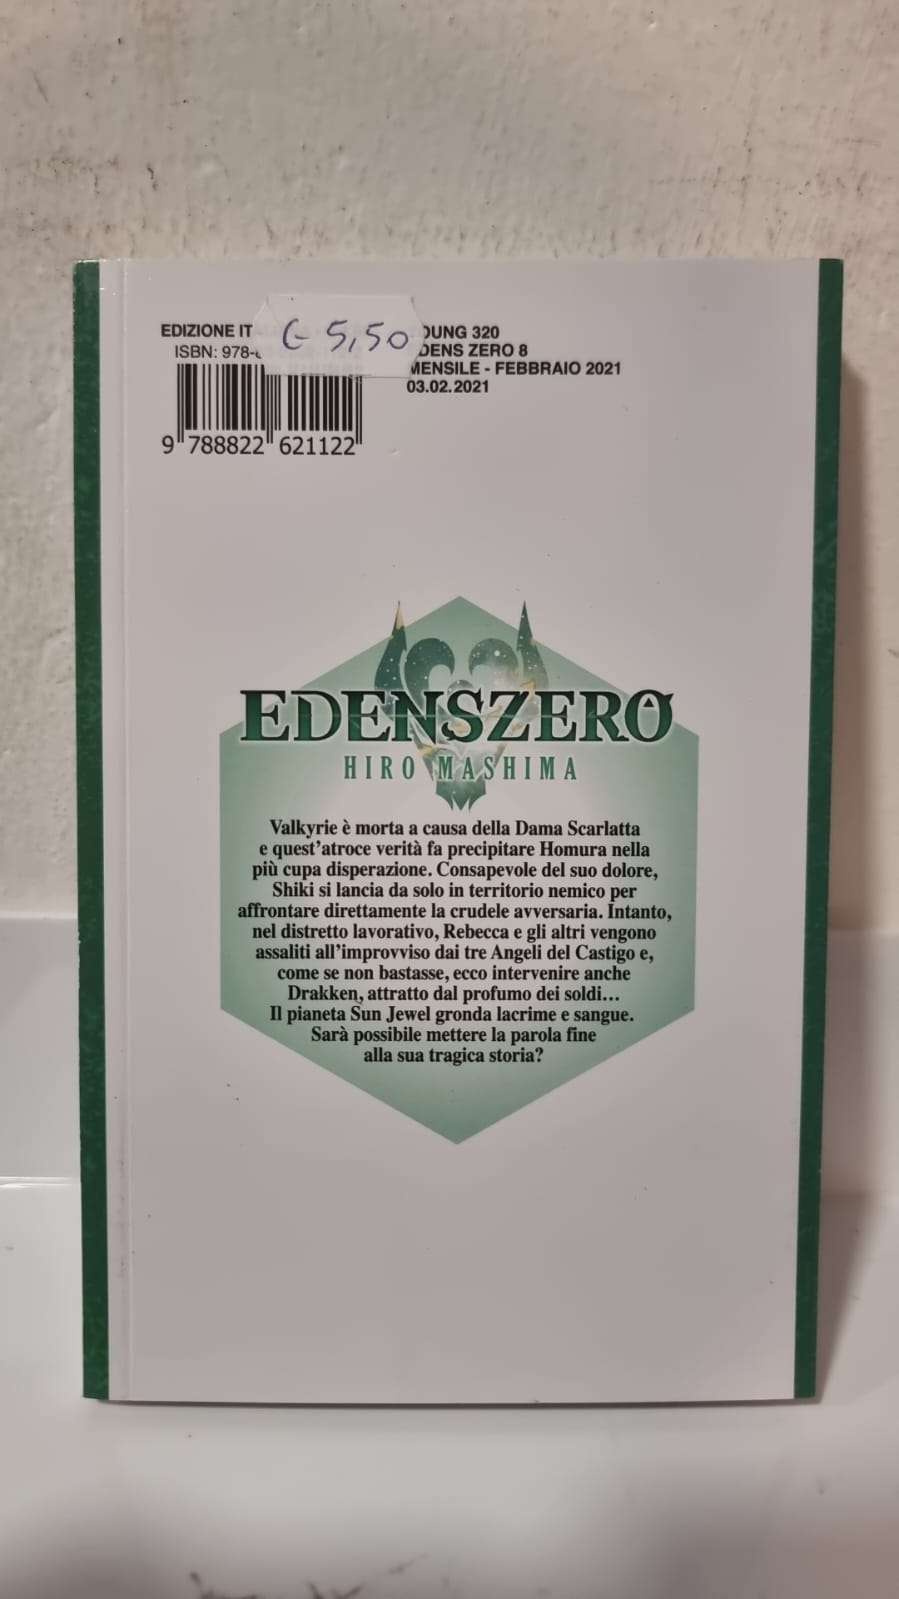 EDIZIONE IT
ISBN: 978-
€ 5,50
OUNG 320
DENS ZERO 8
MENSILE - FEBBRAIO 2021
03.02.2021
9 788822 621122
EDENSZERO
HIRO MASHIMA
Valkyrie è morta a causa della Dama Scarlatta
e quest'atroce verità fa precipitare Homura nella
più cupa disperazione. Consapevole del suo dolore,
Shiki si lancia da solo in territorio nemico per
affrontare direttamente la crudele avversaria. Intanto,
nel distretto lavorativo, Rebecca e gli altri vengono
assaliti all'improvviso dai tre Angeli del Castigo e,
come se non bastasse, ecco intervenire anche
Drakken, attratto dal profumo dei soldi...
Il pianeta Sun Jewel gronda lacrime e sangue.
Sarà possibile mettere la parola fine
alla sua tragica storia?